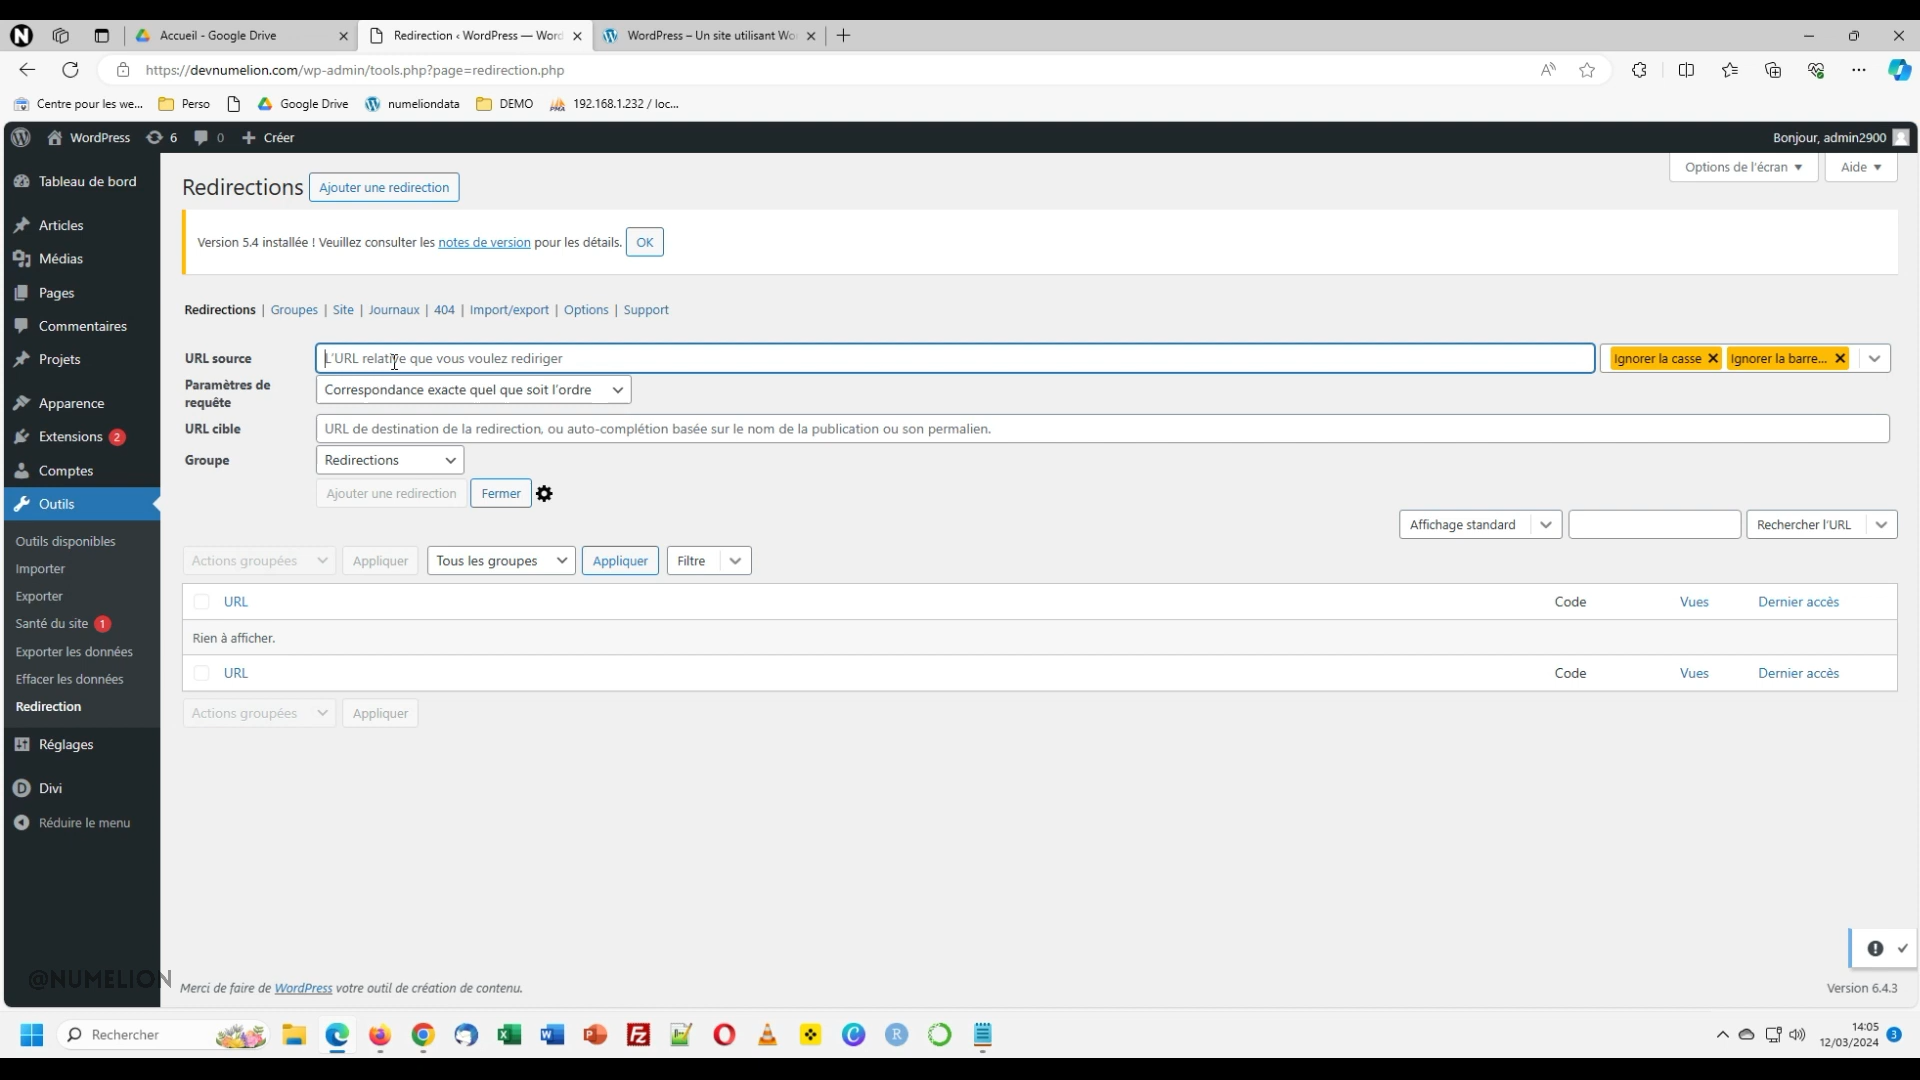 Accueil - Google Drive
Redirection ‹ WordPress — Word
WordPress – Un site utilisant Wo
https://devnumelion.com/wp-admin/tools.php?page=redirection.php
Centre pour les we...
Perso
Google Drive
numeliondata
DEMO
192.168.1.232 / loc...
WordPress
6
0
Créer
Bonjour, admin2900
Tableau de bord
Articles
Médias
Pages
Commentaires
Projets
Apparence
Extensions 2
Comptes
Outils
Outils disponibles
Importer
Exporter
Santé du site 1
Exporter les données
Effacer les données
Redirection
Réglages
Divi
Réduire le menu
Options de l'écran
Aide
Redirections
Ajouter une redirection
Version 5.4 installée ! Veuillez consulter les notes de version pour les détails. OK
Redirections | Groupes | Site | Journaux | 404 | Import/export | Options | Support
URL source
L'URL relative que vous voulez rediriger
Ignorer la casse
Ignorer la barre...
Paramètres de
requête
Correspondance exacte quel que soit l'ordre
URL cible
URL de destination de la redirection, ou auto-complétion basée sur le nom de la publication ou son permalien.
Groupe
Redirections
Ajouter une redirection
Fermer
Affichage standard
Rechercher l'URL
Actions groupées
Appliquer
Tous les groupes
Appliquer
Filtre
URL
Code
Vues
Dernier accès
Rien à afficher.
URL
Code
Vues
Dernier accès
Actions groupées
Appliquer
@NUMELION
Merci de faire de WordPress votre outil de création de contenu.
Version 6.4.3
Rechercher
14:05
12/03/2024
3